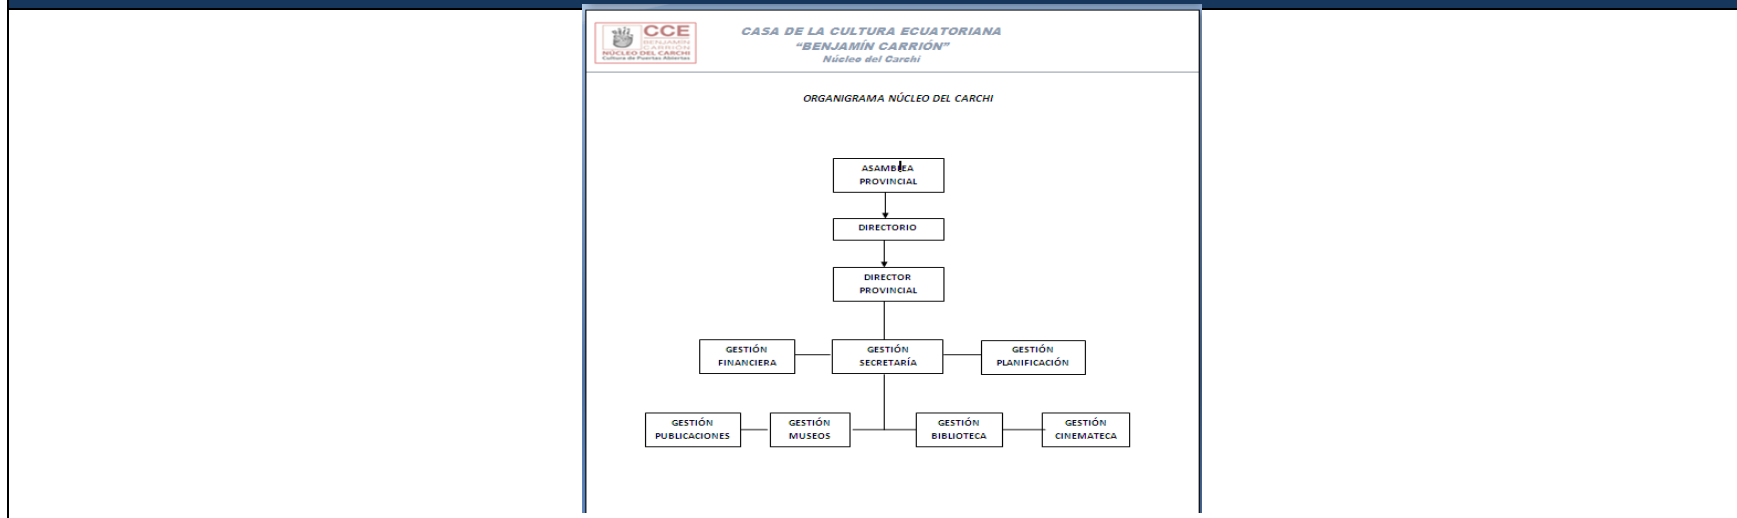 CCE
BENJAMÍN
CARRIÓN
NÚCLEO DEL CARCHI
Cultura de Puertas Abiertas
CASA DE LA CULTURA ECUATORIANA
“BENJAMÍN CARRIÓN”
Núcleo del Carchi
ORGANIGRAMA NÚCLEO DEL CARCHI
ASAMBLEA
PROVINCIAL
DIRECTORIO
DIRECTOR
PROVINCIAL
GESTIÓN
FINANCIERA
GESTIÓN
SECRETARÍA
GESTIÓN
PLANIFICACIÓN
GESTIÓN
PUBLICACIONES
GESTIÓN
MUSEOS
GESTIÓN
BIBLIOTECA
GESTIÓN
CINEMATECA